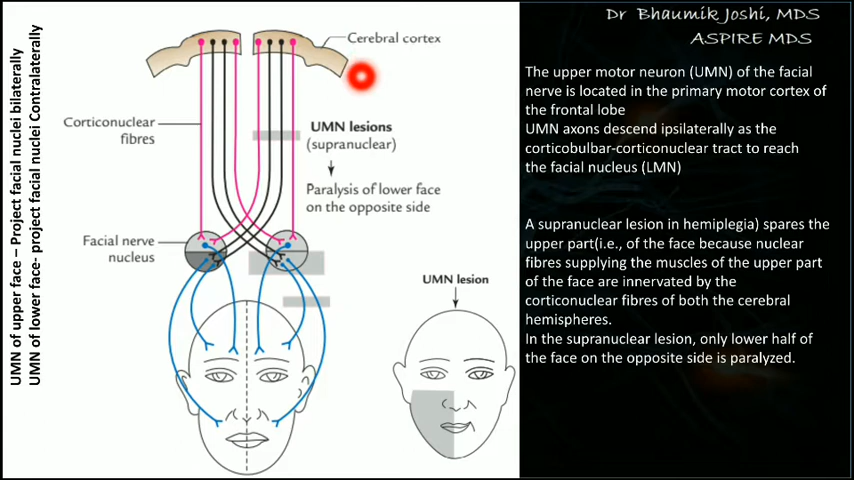 UMN of upper face – Project facial nuclei bilaterally
UMN of lower face- project facial nuclei Contralaterally
Cerebral cortex
Corticonuclear
fibres
UMN lesions
(supranuclear)
Paralysis of lower face
on the opposite side
Facial nerve
nucleus
UMN lesion
Dr Bhaumik Joshi, MDS
ASPIRE MDS
The upper motor neuron (UMN) of the facial
nerve is located in the primary motor cortex of
the frontal lobe
UMN axons descend ipsilaterally as the
corticobulbar-corticonuclear tract to reach
the facial nucleus (LMN)
A supranuclear lesion in hemiplegia) spares the
upper part(i.e., of the face because nuclear
fibres supplying the muscles of the upper part
of the face are innervated by the
corticonuclear fibres of both the cerebral
hemispheres.
In the supranuclear lesion, only lower half of
the face on the opposite side is paralyzed.